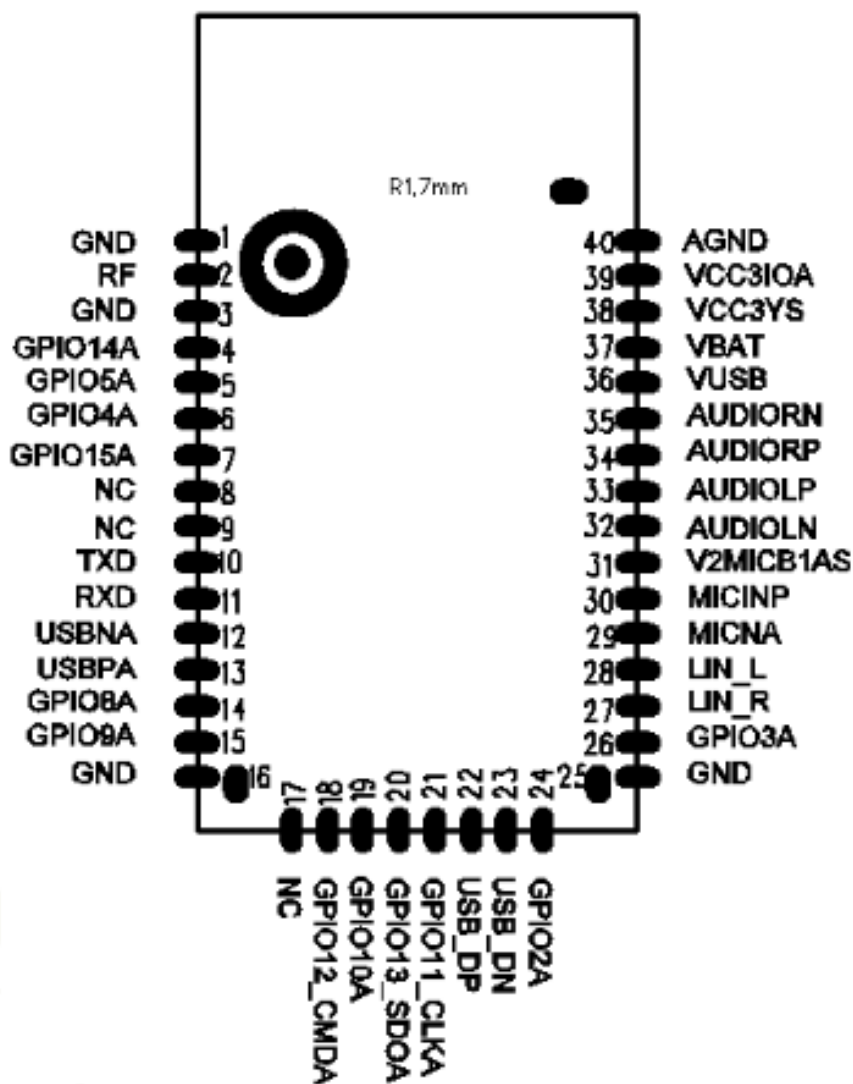 R1,7mm
GND 1
RF 2
GND 3
GPIO14A 4
GPIO5A 5
GPIO4A 6
GPIO15A 7
NC 8
NC 9
TXD 10
RXD 11
USBNA 12
USBPA 13
GPIO8A 14
GPIO9A 15
GND 16
17 NC
18 GPIO12_CMDA
19 GPIO10A
20 GPIO13_SDOA
21 GPIO11_CLKA
22 USB_DP
23 USB_DN
24 GPIO2A
40 AGND
39 VCC3IOA
38 VCC3YS
37 VBAT
36 VUSB
35 AUDIORN
34 AUDIORP
33 AUDIOLP
32 AUDIOLN
31 V2MICB1AS
30 MICINP
29 MICNA
28 LIN_L
27 LIN_R
26 GPIO3A
25 GND